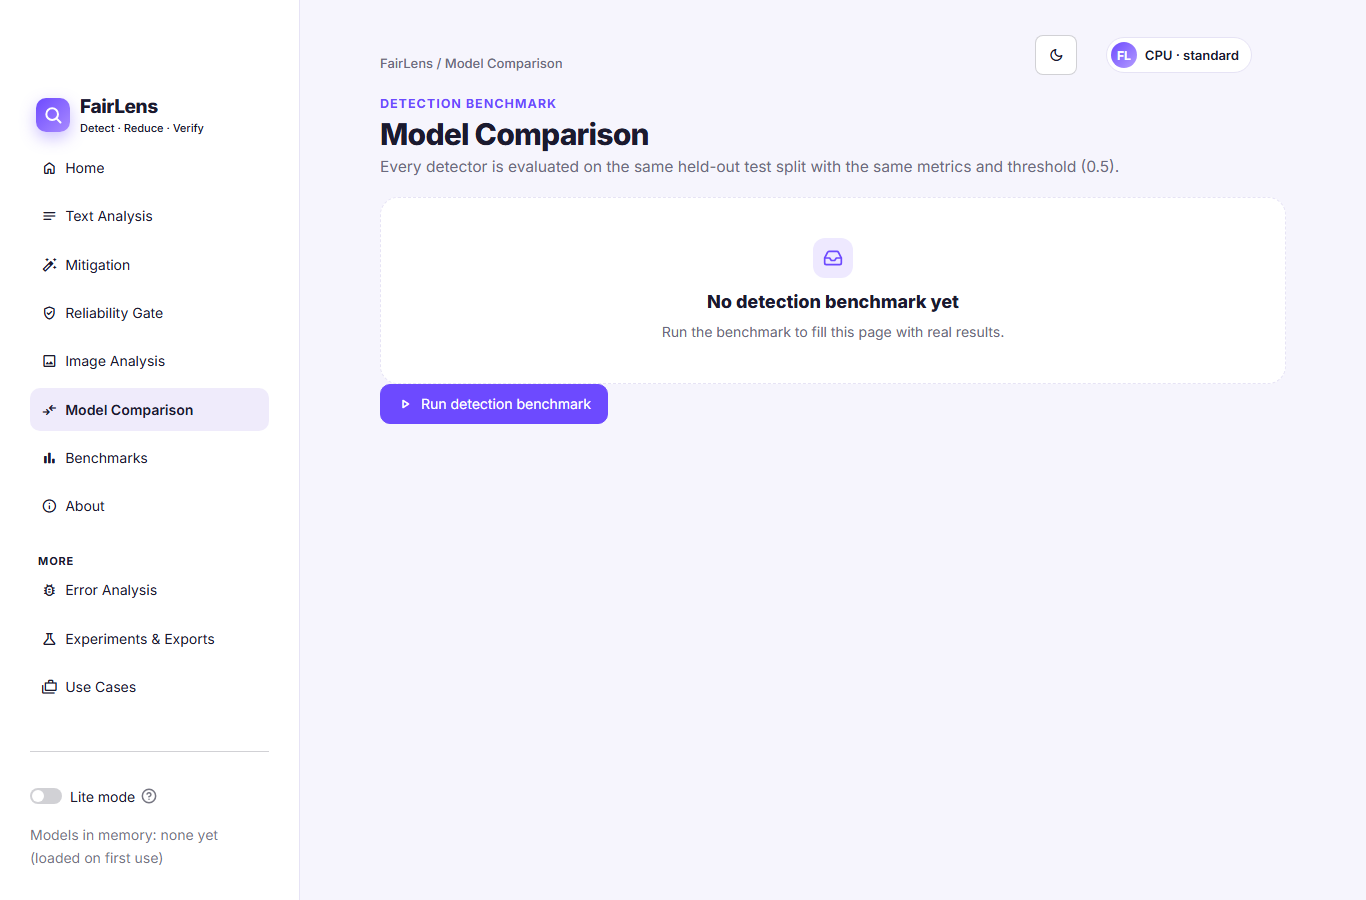 FairLens
Detect · Reduce · Verify
Home
Text Analysis
Mitigation
Reliability Gate
Image Analysis
Model Comparison
Benchmarks
About
MORE
Error Analysis
Experiments & Exports
Use Cases
Lite mode
Models in memory: none yet
(loaded on first use)
FairLens / Model Comparison
FL
CPU · standard
DETECTION BENCHMARK
Model Comparison
Every detector is evaluated on the same held-out test split with the same metrics and threshold (0.5).
No detection benchmark yet
Run the benchmark to fill this page with real results.
Run detection benchmark